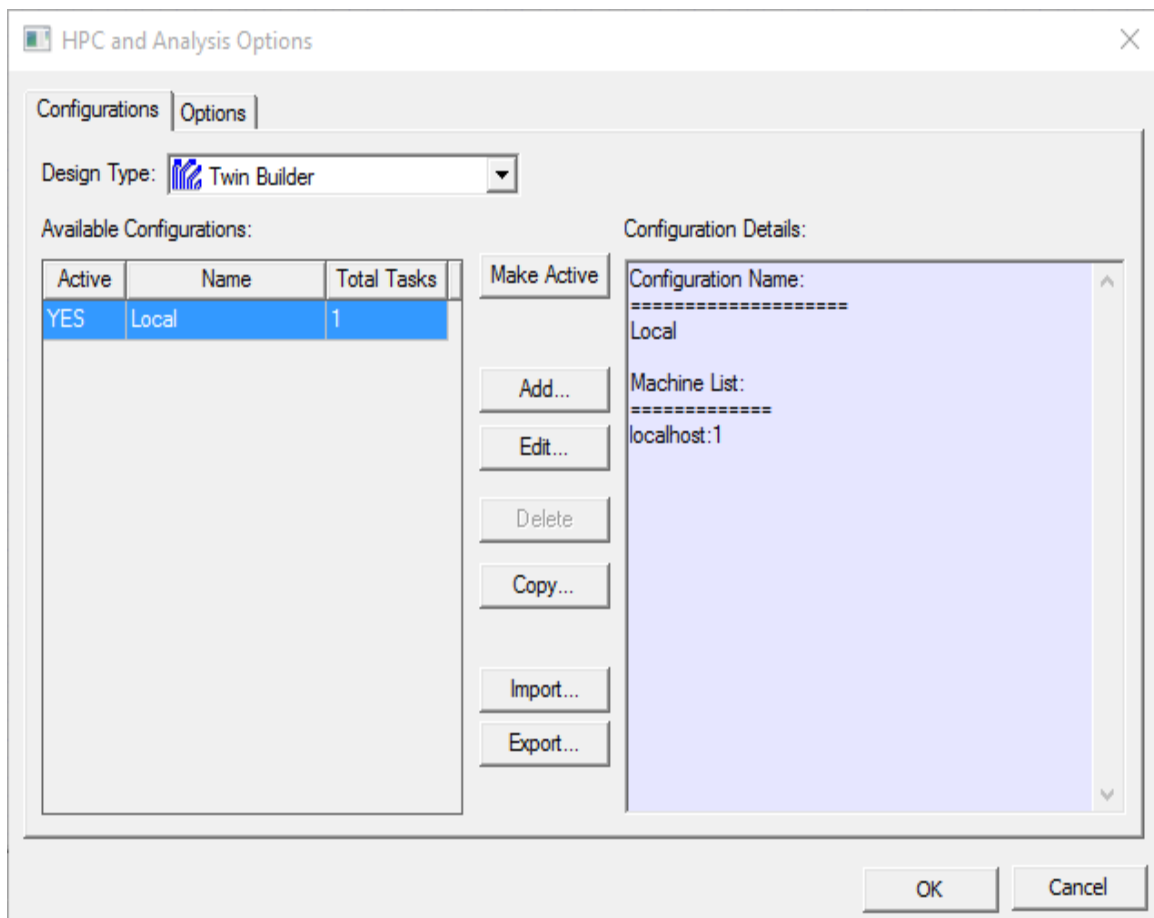 HPC and Analysis Options
Configurations
Options
Design Type:
Twin Builder
Available Configurations:
Active Name Total Tasks
YES Local 1
Make Active
Add...
Edit...
Delete
Copy...
Import...
Export...
Configuration Details:
Configuration Name:
====================
Local
Machine List:
=============
localhost:1
OK
Cancel